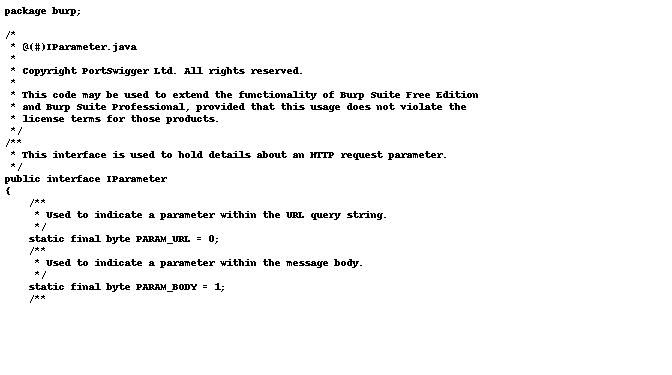 package burp;

/*
 * @(#)IParameter.java
 *
 * Copyright PortSwigger Ltd. All rights reserved.
 *
 * This code may be used to extend the functionality of Burp Suite Free Edition
 * and Burp Suite Professional, provided that this usage does not violate the
 * license terms for those products.
 */
/**
 * This interface is used to hold details about an HTTP request parameter.
 */
public interface IParameter
{
    /**
     * Used to indicate a parameter within the URL query string.
     */
    static final byte PARAM_URL = 0;
    /**
     * Used to indicate a parameter within the message body.
     */
    static final byte PARAM_BODY = 1;
    /**